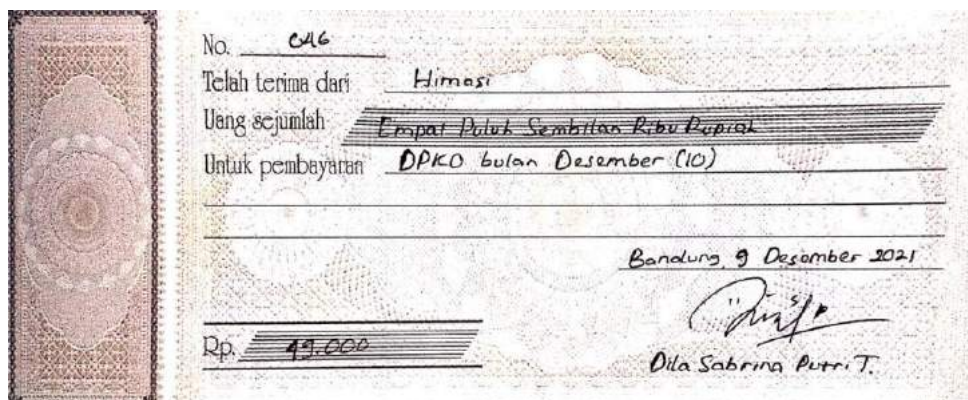 No. 046
Telah terima dari Himasi
Uang sejumlah Empat Puluh Sembilan Ribu Rupiah
Untuk pembayaran DPKO bulan Desember (10)
Bandung, 9 Desember 2021
Rp. 49.000
Dila Sabrina Putri T.